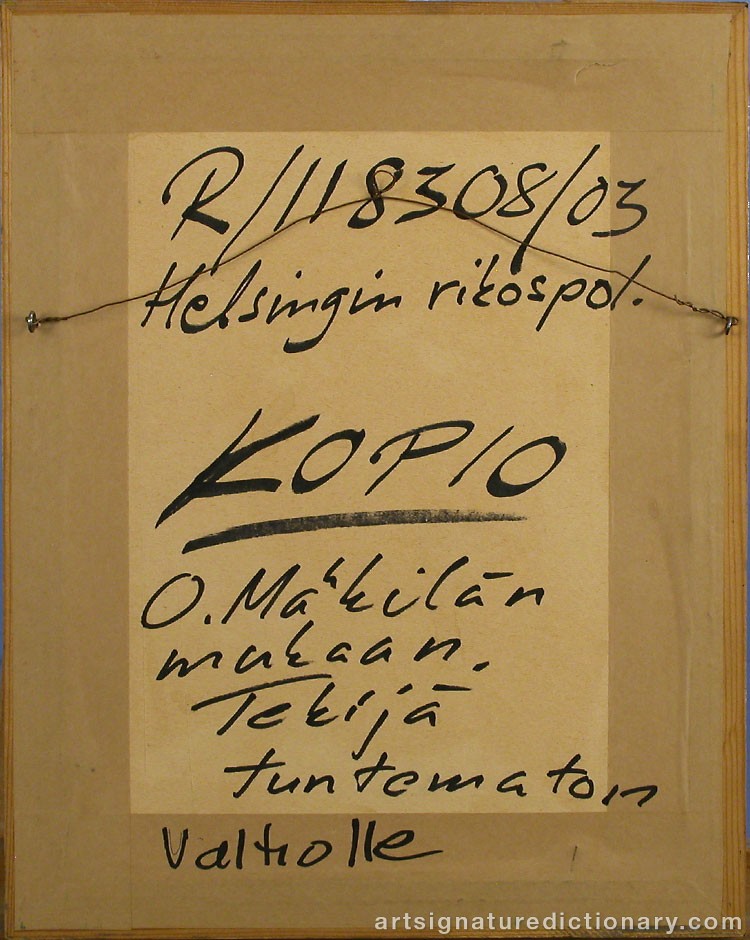 R/118308/03
Helsingin rikospol.
KOPIO
O. Mäkilän
mukaan.
Tekijä
tuntematon
Valtiolle
artsignaturedictionary.com